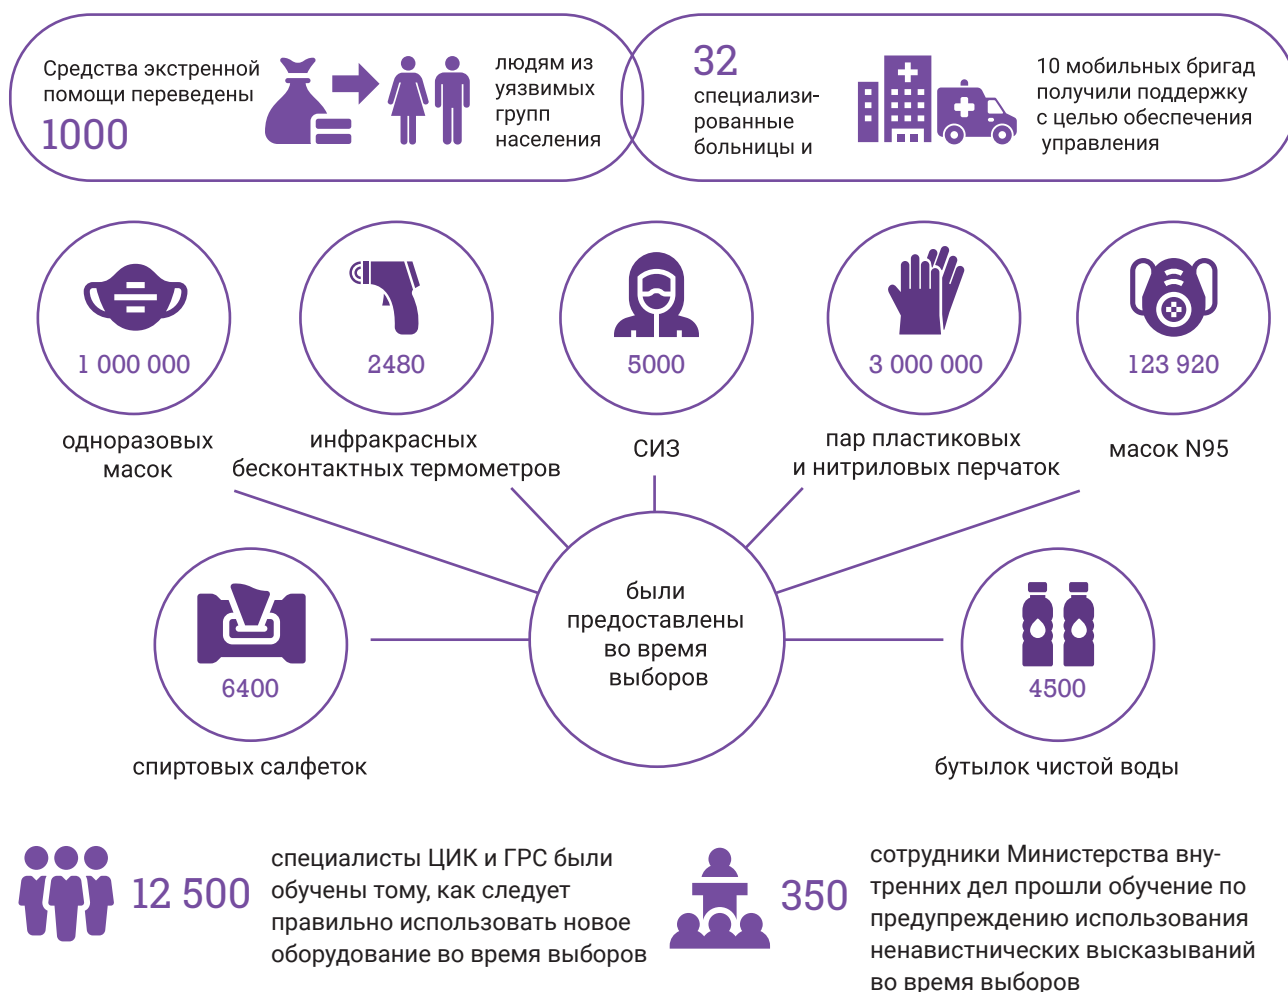 Средства экстренной
помощи переведены
1000
людям из
уязвимых
групп
населения
32
специализи-
рованные
больницы и
10 мобильных бригад
получили поддержку
с целью обеспечения
управления
1 000 000
одноразовых
масок
2480
инфракрасных
бесконтактных термометров
5000
СИЗ
3 000 000
пар пластиковых
и нитриловых перчаток
123 920
масок N95
были
предоставлены
во время
выборов
6400
спиртовых салфеток
4500
бутылок чистой воды
12 500
специалисты ЦИК и ГРС были
обучены тому, как следует
правильно использовать новое
оборудование во время выборов
350
сотрудники Министерства вну-
тренних дел прошли обучение по
предупреждению использования
ненавистнических высказываний
во время выборов